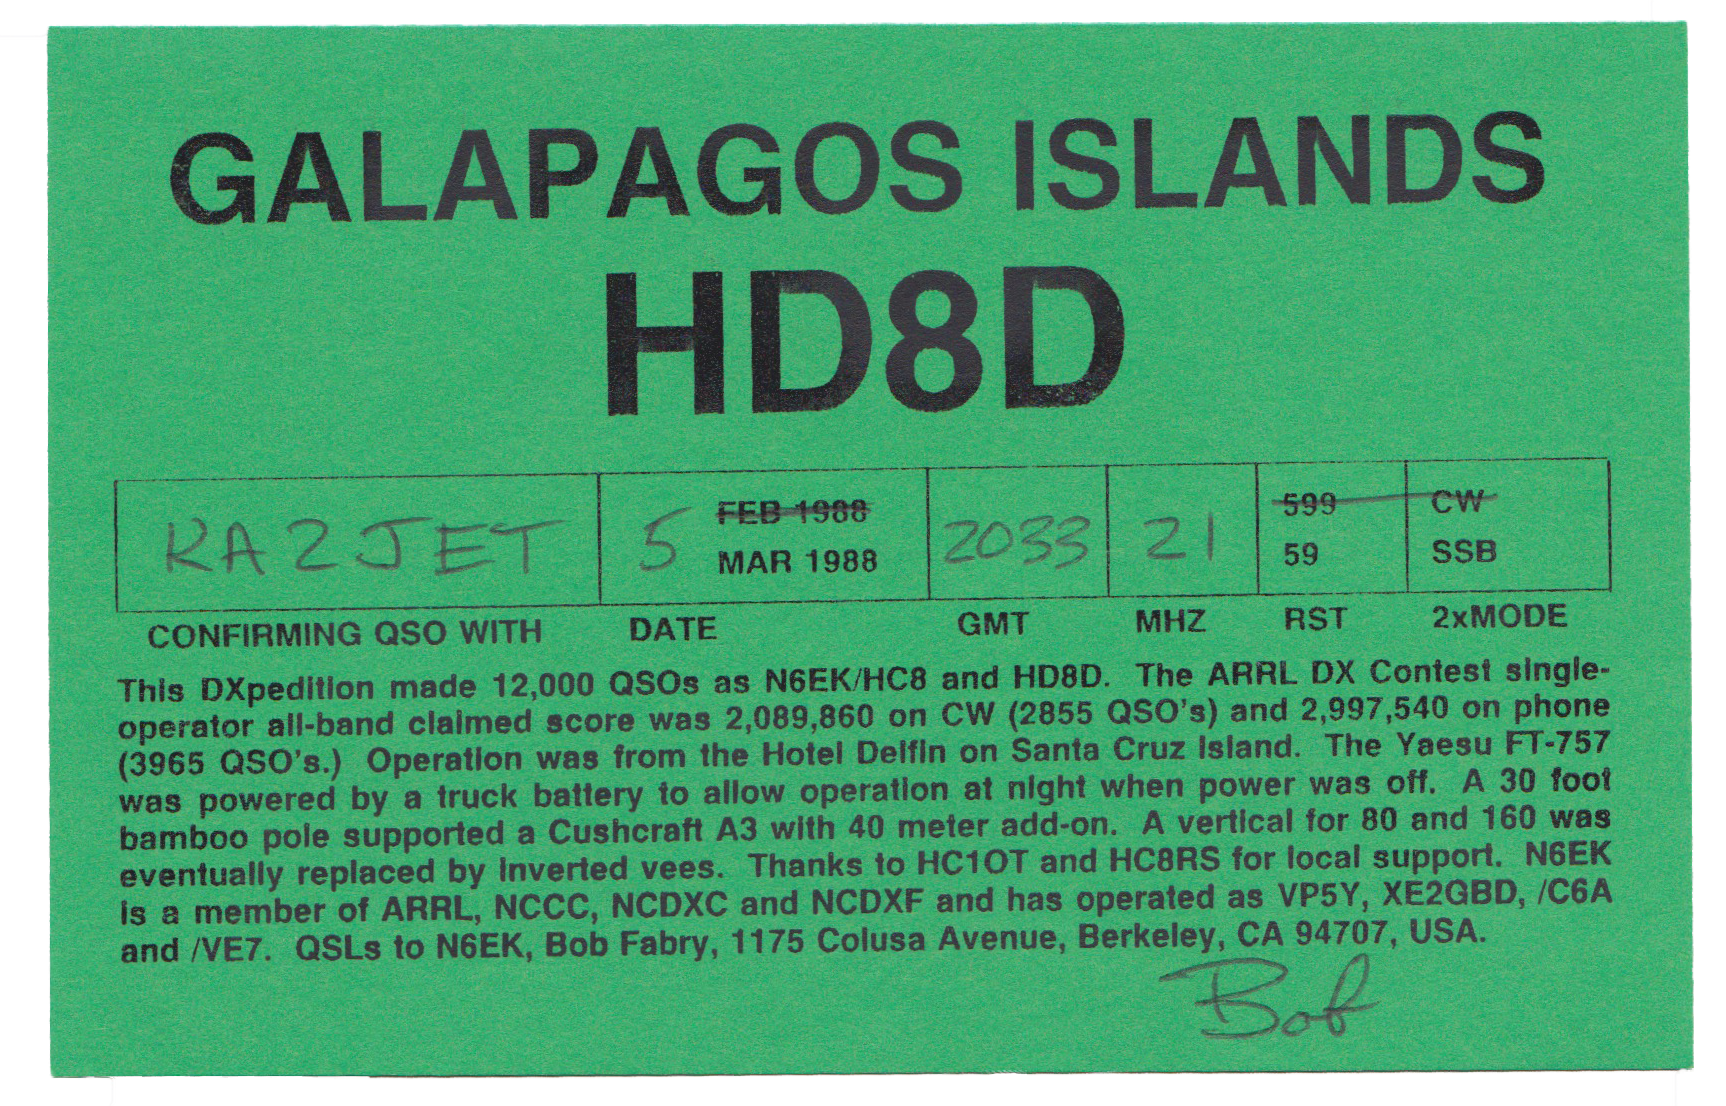 GALAPAGOS ISLANDS
HD8D
KA2JET 5 FEB 1988 2033 21 599 CW
MAR 1988 59 SSB
CONFIRMING QSO WITH DATE GMT MHZ RST 2xMODE
This DXpedition made 12,000 QSOs as N6EK/HC8 and HD8D. The ARRL DX Contest single-
operator all-band claimed score was 2,089,860 on CW (2855 QSO's) and 2,997,540 on phone
(3965 QSO's.) Operation was from the Hotel Delfin on Santa Cruz Island. The Yaesu FT-757
was powered by a truck battery to allow operation at night when power was off. A 30 foot
bamboo pole supported a Cushcraft A3 with 40 meter add-on. A vertical for 80 and 160 was
eventually replaced by inverted vees. Thanks to HC1OT and HC8RS for local support. N6EK
is a member of ARRL, NCCC, NCDXC and NCDXF and has operated as VP5Y, XE2GBD, /C6A
and /VE7. QSLs to N6EK, Bob Fabry, 1175 Colusa Avenue, Berkeley, CA 94707, USA.
Bob